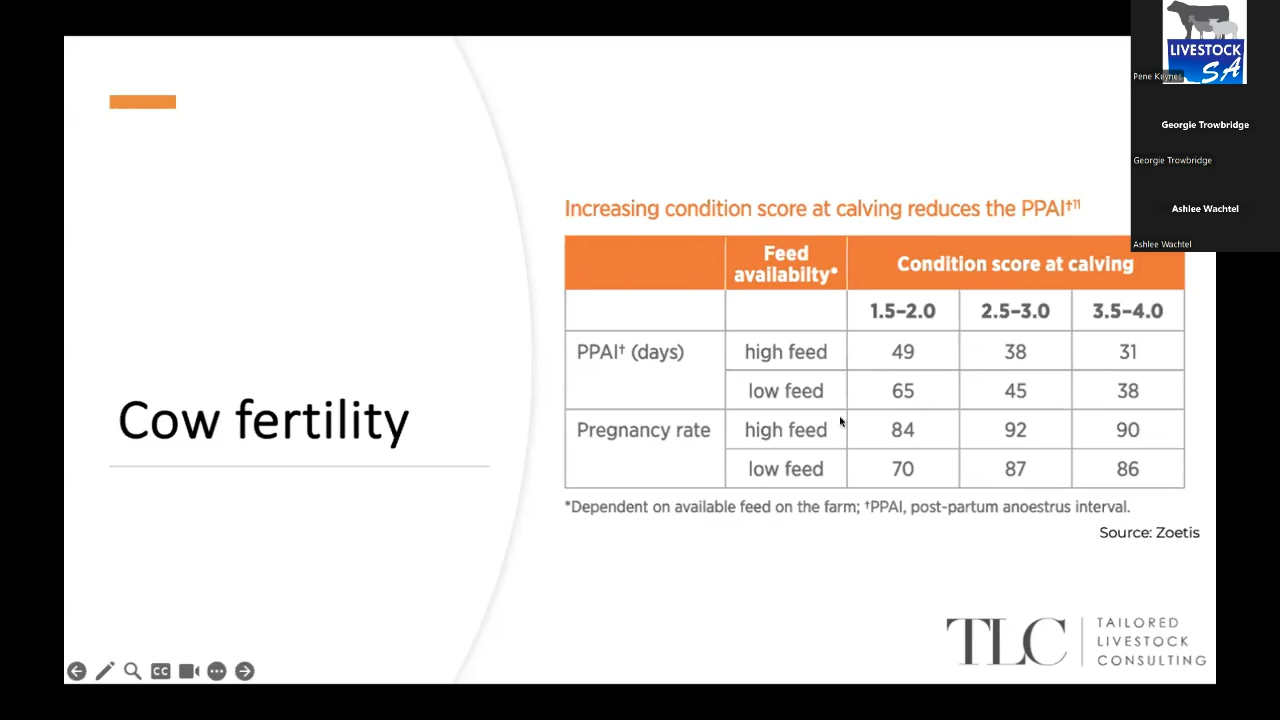 LIVESTOCK
SA
Pene Keynes
Georgie Trowbridge
Georgie Trowbridge
Ashlee Wachtel
Ashlee Wachtel
Cow fertility
Increasing condition score at calving reduces the PPAI†11
Feed availabilty* Condition score at calving
1.5–2.0 2.5–3.0 3.5–4.0
PPAI† (days) high feed 49 38 31
low feed 65 45 38
Pregnancy rate high feed 84 92 90
low feed 70 87 86
*Dependent on available feed on the farm; †PPAI, post-partum anoestrus interval.
Source: Zoetis
TLC
TAILORED
LIVESTOCK
CONSULTING
CC